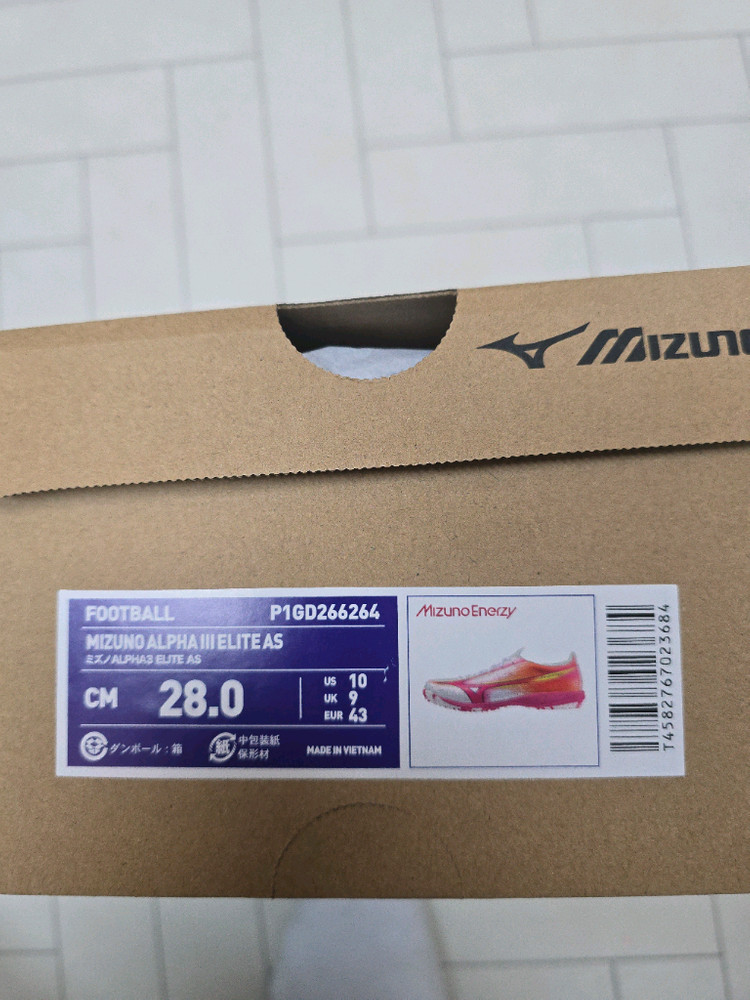 MIZUNO
FOOTBALL P1GD266264
MIZUNO ALPHA III ELITE AS
ミズノALPHA3 ELITE AS
CM 28.0
US 10
UK 9
EUR 43
ダンボール：箱
紙 中包装紙
保形材
MADE IN VIETNAM
Mizuno Enerzy
T4582767023684